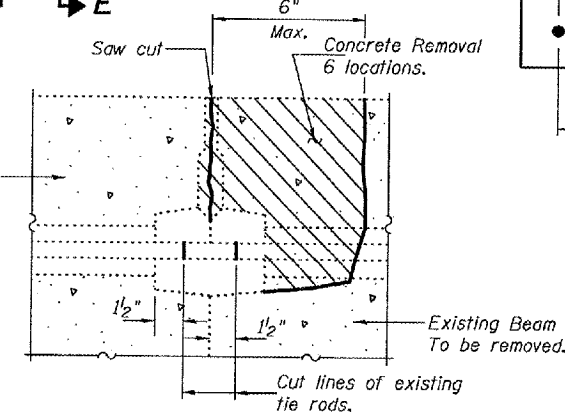 E
6"
Max.
Saw cut
Concrete Removal
6 locations.
1½"
1½"
Existing Beam
To be removed.
Cut lines of existing
tie rods.